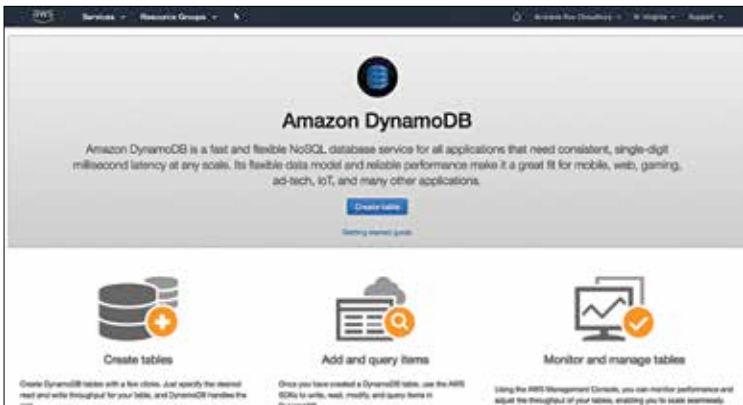 aws
Services
Resource Groups
N. Virginia
Support
Amazon DynamoDB
Amazon DynamoDB is a fast and flexible NoSQL database service for all applications that need consistent, single-digit
millisecond latency at any scale. Its flexible data model and reliable performance make it a great fit for mobile, web, gaming,
ad-tech, IoT, and many other applications.
Create table
Getting started guide
Create tables
Create DynamoDB tables with a few clicks. Just specify the desired
read and write throughput for your table, and DynamoDB handles the
Add and query items
Once you have created a DynamoDB table, use the AWS
SDKs to write, read, modify, and query items in
Monitor and manage tables
Using the AWS Management Console, you can monitor performance and
adjust the throughput of your tables, enabling you to scale seamlessly.